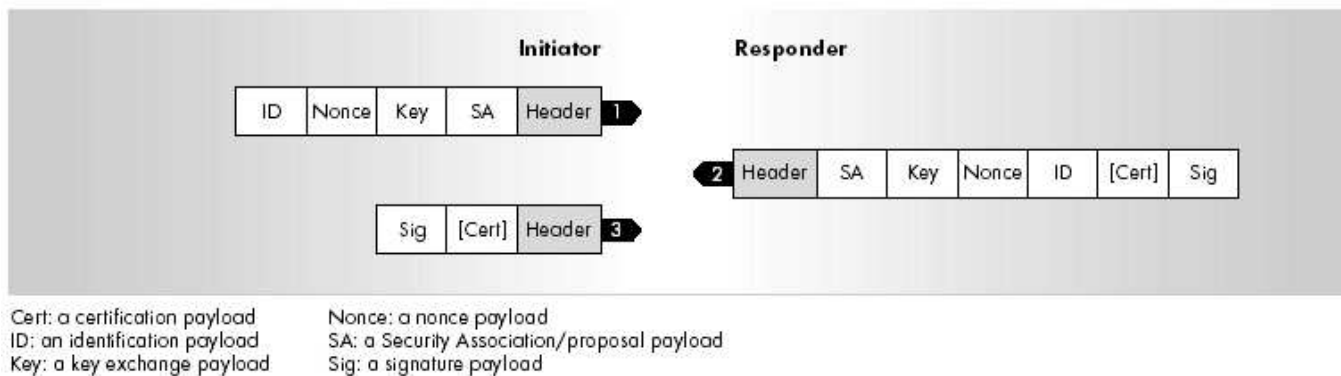 Initiator Responder
ID Nonce Key SA Header 1
2 Header SA Key Nonce ID [Cert] Sig
Sig [Cert] Header 3
Cert: a certification payload Nonce: a nonce payload
ID: an identification payload SA: a Security Association/proposal payload
Key: a key exchange payload Sig: a signature payload